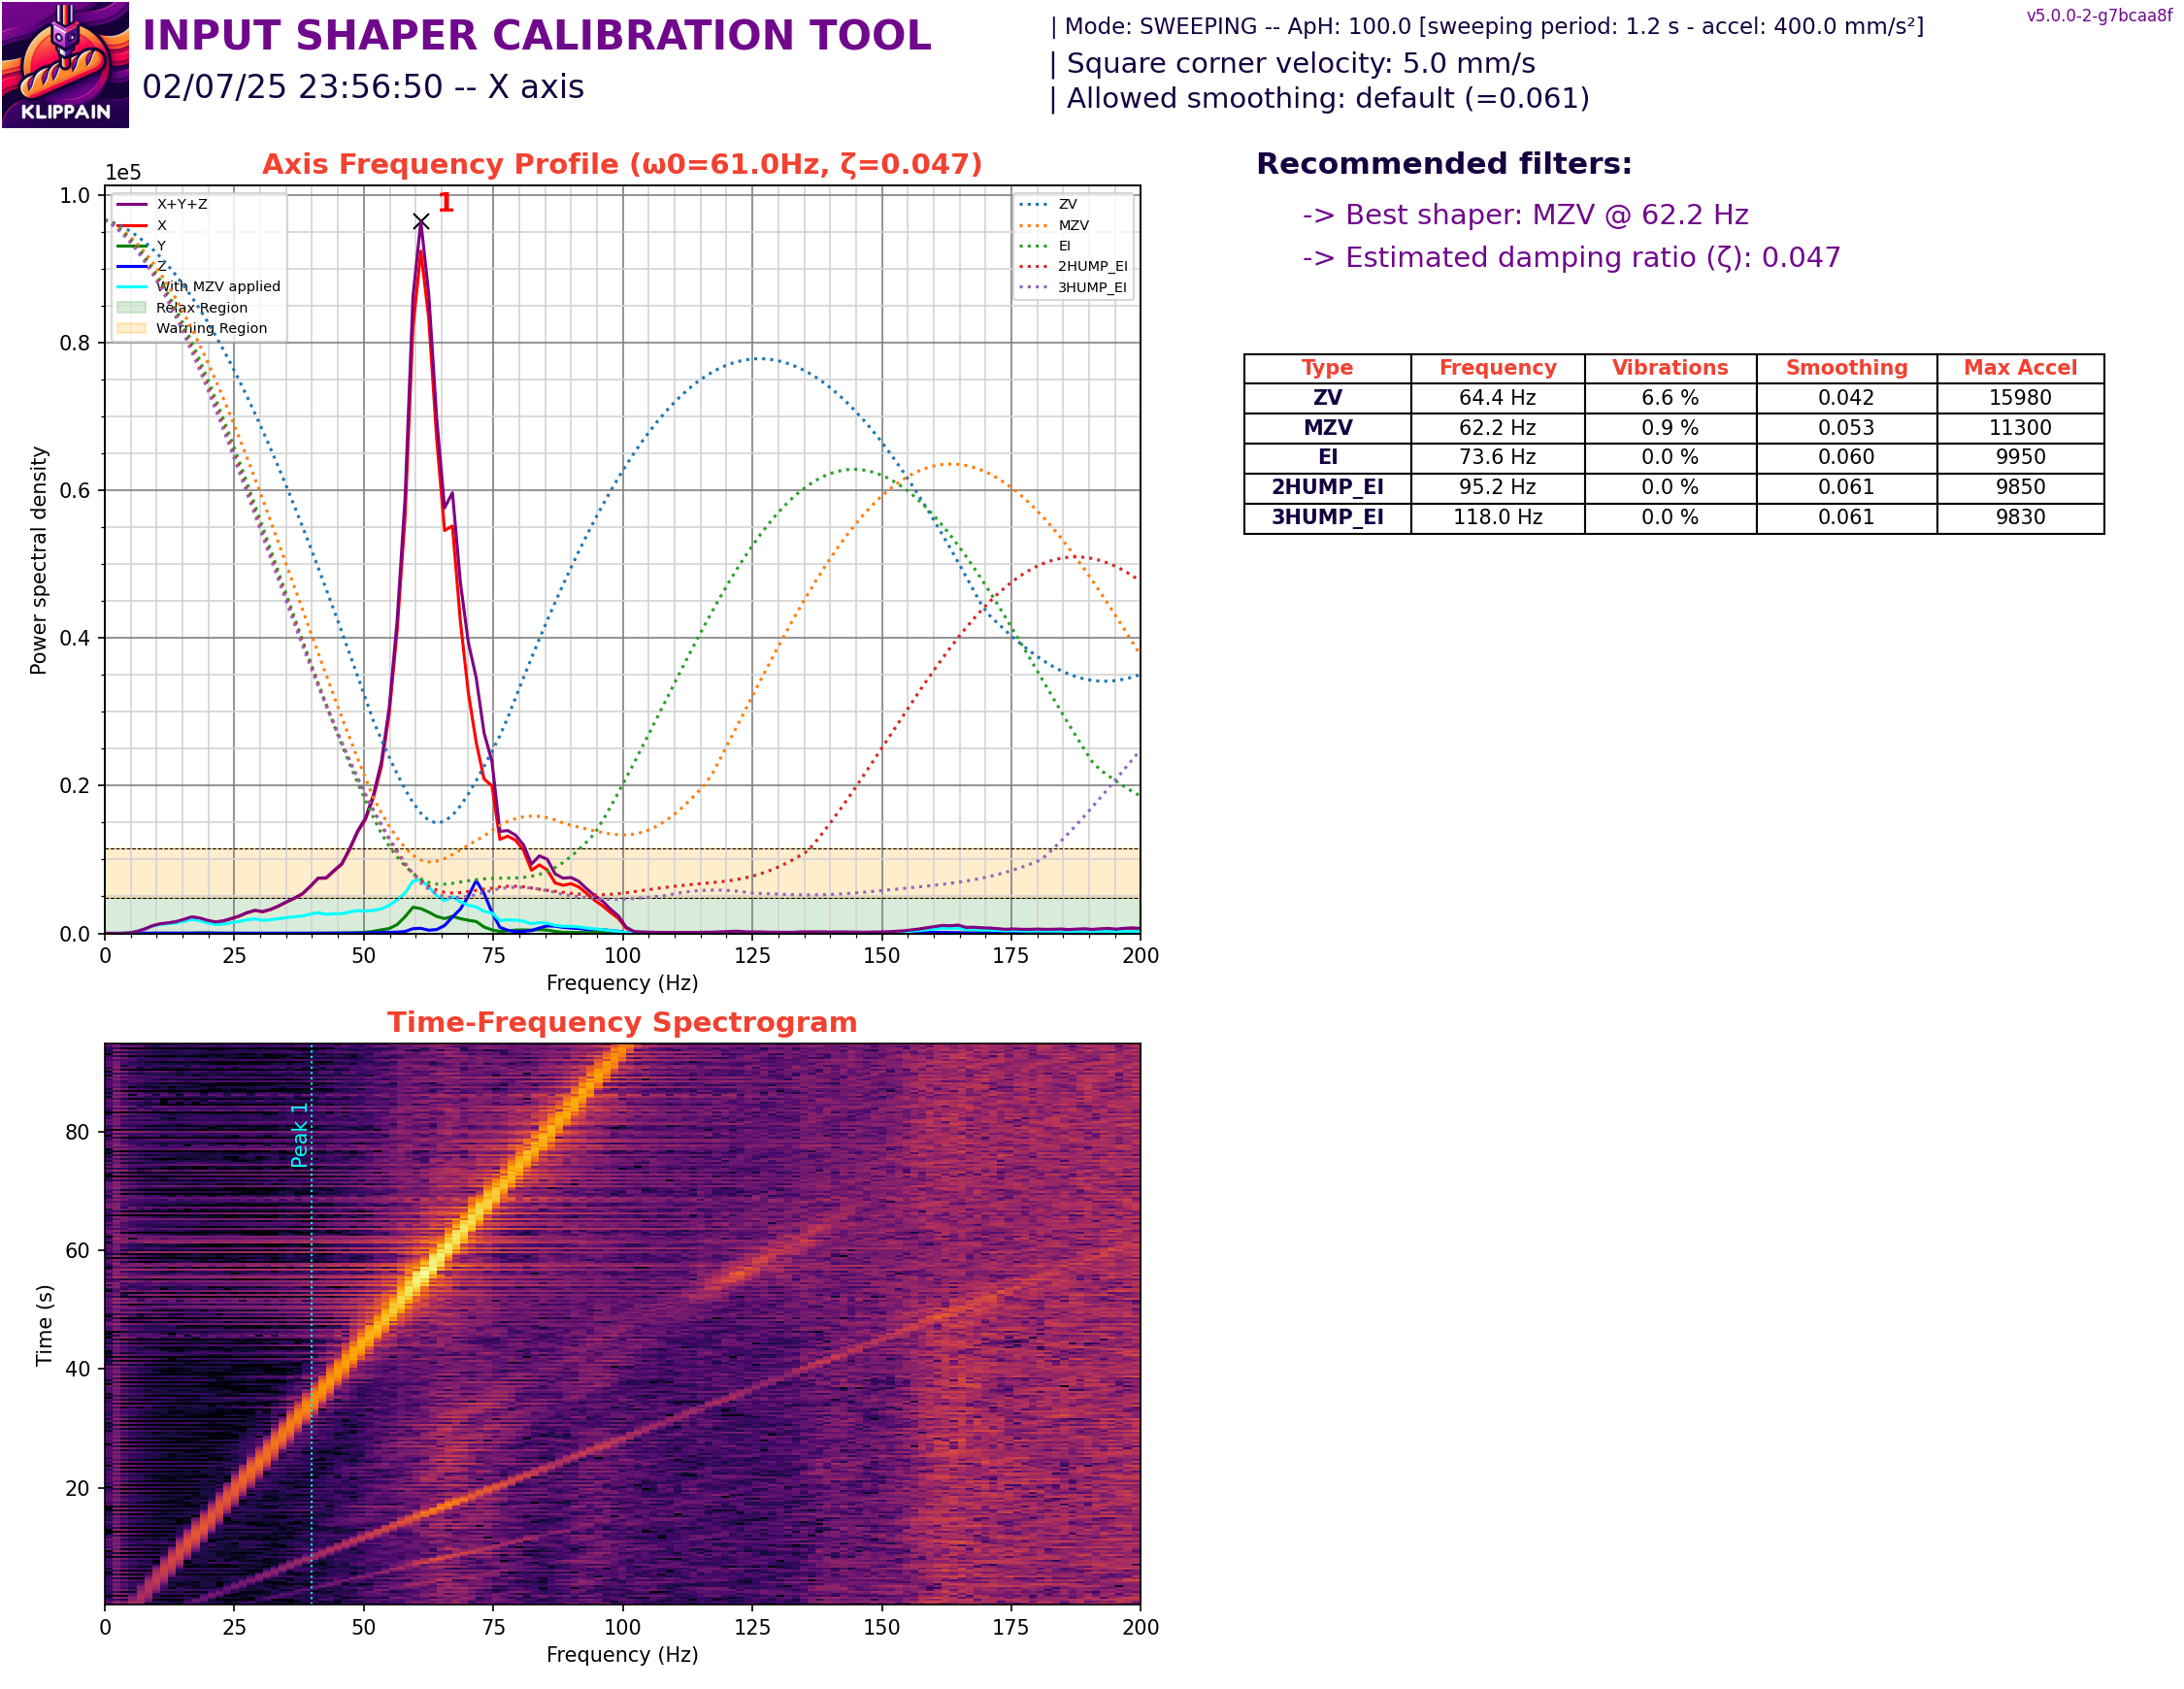 KLIPPAIN
INPUT SHAPER CALIBRATION TOOL
02/07/25 23:56:50 -- X axis
| Mode: SWEEPING -- ApH: 100.0 [sweeping period: 1.2 s - accel: 400.0 mm/s²]
| Square corner velocity: 5.0 mm/s
| Allowed smoothing: default (=0.061)
v5.0.0-2-g7bcaa8f
Axis Frequency Profile (ω0=61.0Hz, ζ=0.047)
1e5
1.0
0.8
0.6
0.4
0.2
0.0
Power spectral density
X+Y+Z
X
Y
Z
With MZV applied
Relax Region
Warning Region
1
ZV
MZV
EI
2HUMP_EI
3HUMP_EI
0 25 50 75 100 125 150 175 200
Frequency (Hz)
Recommended filters:
-> Best shaper: MZV @ 62.2 Hz
-> Estimated damping ratio (ζ): 0.047
Type Frequency Vibrations Smoothing Max Accel
ZV 64.4 Hz 6.6 % 0.042 15980
MZV 62.2 Hz 0.9 % 0.053 11300
EI 73.6 Hz 0.0 % 0.060 9950
2HUMP_EI 95.2 Hz 0.0 % 0.061 9850
3HUMP_EI 118.0 Hz 0.0 % 0.061 9830
Time-Frequency Spectrogram
80
60
40
20
Time (s)
Peak 1
0 25 50 75 100 125 150 175 200
Frequency (Hz)